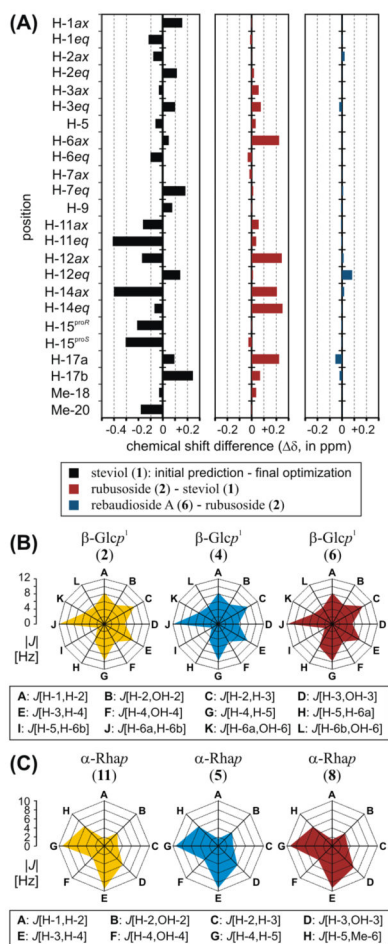 (A)
H-1ax
H-1eq
H-2ax
H-2eq
H-3ax
H-3eq
H-5
H-6ax
H-6eq
H-7ax
H-7eq
H-9
H-11ax
H-11eq
H-12ax
H-12eq
H-14ax
H-14eq
H-15proR
H-15proS
H-17a
H-17b
Me-18
Me-20
position
-0.4 -0.2 0 +0.2 0 +0.2 0 +0.2
chemical shift difference (Δδ, in ppm)
steviol (1): initial prediction - final optimization
rubusoside (2) - steviol (1)
rebaudioside A (6) - rubusoside (2)
(B)
β-Glcp1 β-Glcp1 β-Glcp1
(2) (4) (6)
12
8
4
0
|J|
[Hz]
A B C D E F G H I J K L
A B C D E F G H I J K L
A B C D E F G H I J K L
A: J[H-1,H-2] B: J[H-2,OH-2] C: J[H-2,H-3] D: J[H-3,OH-3]
E: J[H-3,H-4] F: J[H-4,OH-4] G: J[H-4,H-5] H: J[H-5,H-6a]
I: J[H-5,H-6b] J: J[H-6a,H-6b] K: J[H-6a,OH-6] L: J[H-6b,OH-6]
(C)
α-Rhap α-Rhap α-Rhap
(11) (5) (8)
10
8
6
4
2
0
|J|
[Hz]
A B C D E F G H
A B C D E F G H
A B C D E F G H
A: J[H-1,H-2] B: J[H-2,OH-2] C: J[H-2,H-3] D: J[H-3,OH-3]
E: J[H-3,H-4] F: J[H-4,OH-4] G: J[H-4,H-5] H: J[H-5,Me-6]